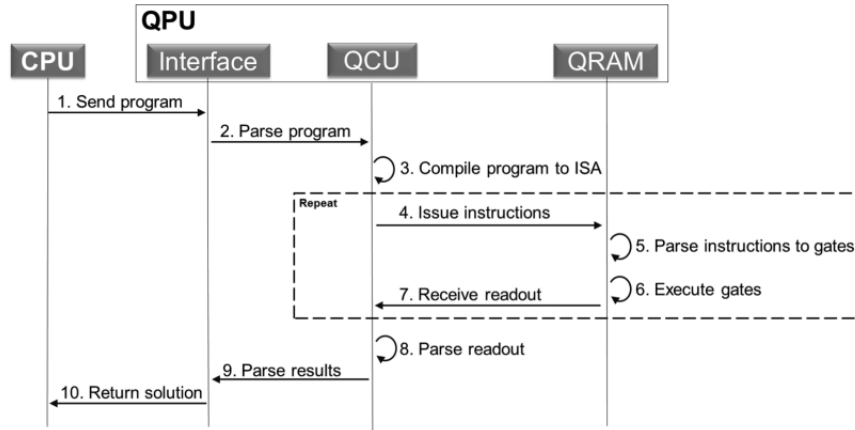 QPU
CPU
Interface
QCU
QRAM
1. Send program
2. Parse program
3. Compile program to ISA
Repeat
4. Issue instructions
5. Parse instructions to gates
6. Execute gates
7. Receive readout
8. Parse readout
9. Parse results
10. Return solution